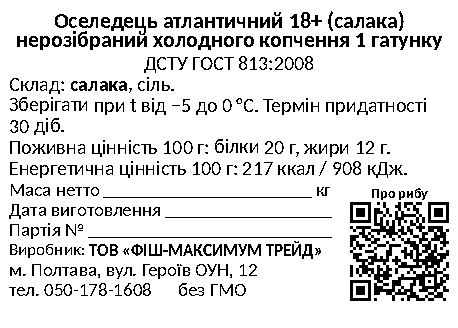 Оселедець атлантичний 18+ (салака)
нерозібраний холодного копчення 1 гатунку
ДСТУ ГОСТ 813:2008
Склад: салака, сіль.
Зберігати при t від −5 до 0 °С. Термін придатності
30 діб.
Поживна цінність 100 г: білки 20 г, жири 12 г.
Енергетична цінність 100 г: 217 ккал / 908 кДж.
Маса нетто ______________________ кг
Про рибу
Дата виготовлення __________________
Партія № __________________________
Виробник: ТОВ «ФІШ-МАКСИМУМ ТРЕЙД»
м. Полтава, вул. Героїв ОУН, 12
тел. 050-178-1608 без ГМО